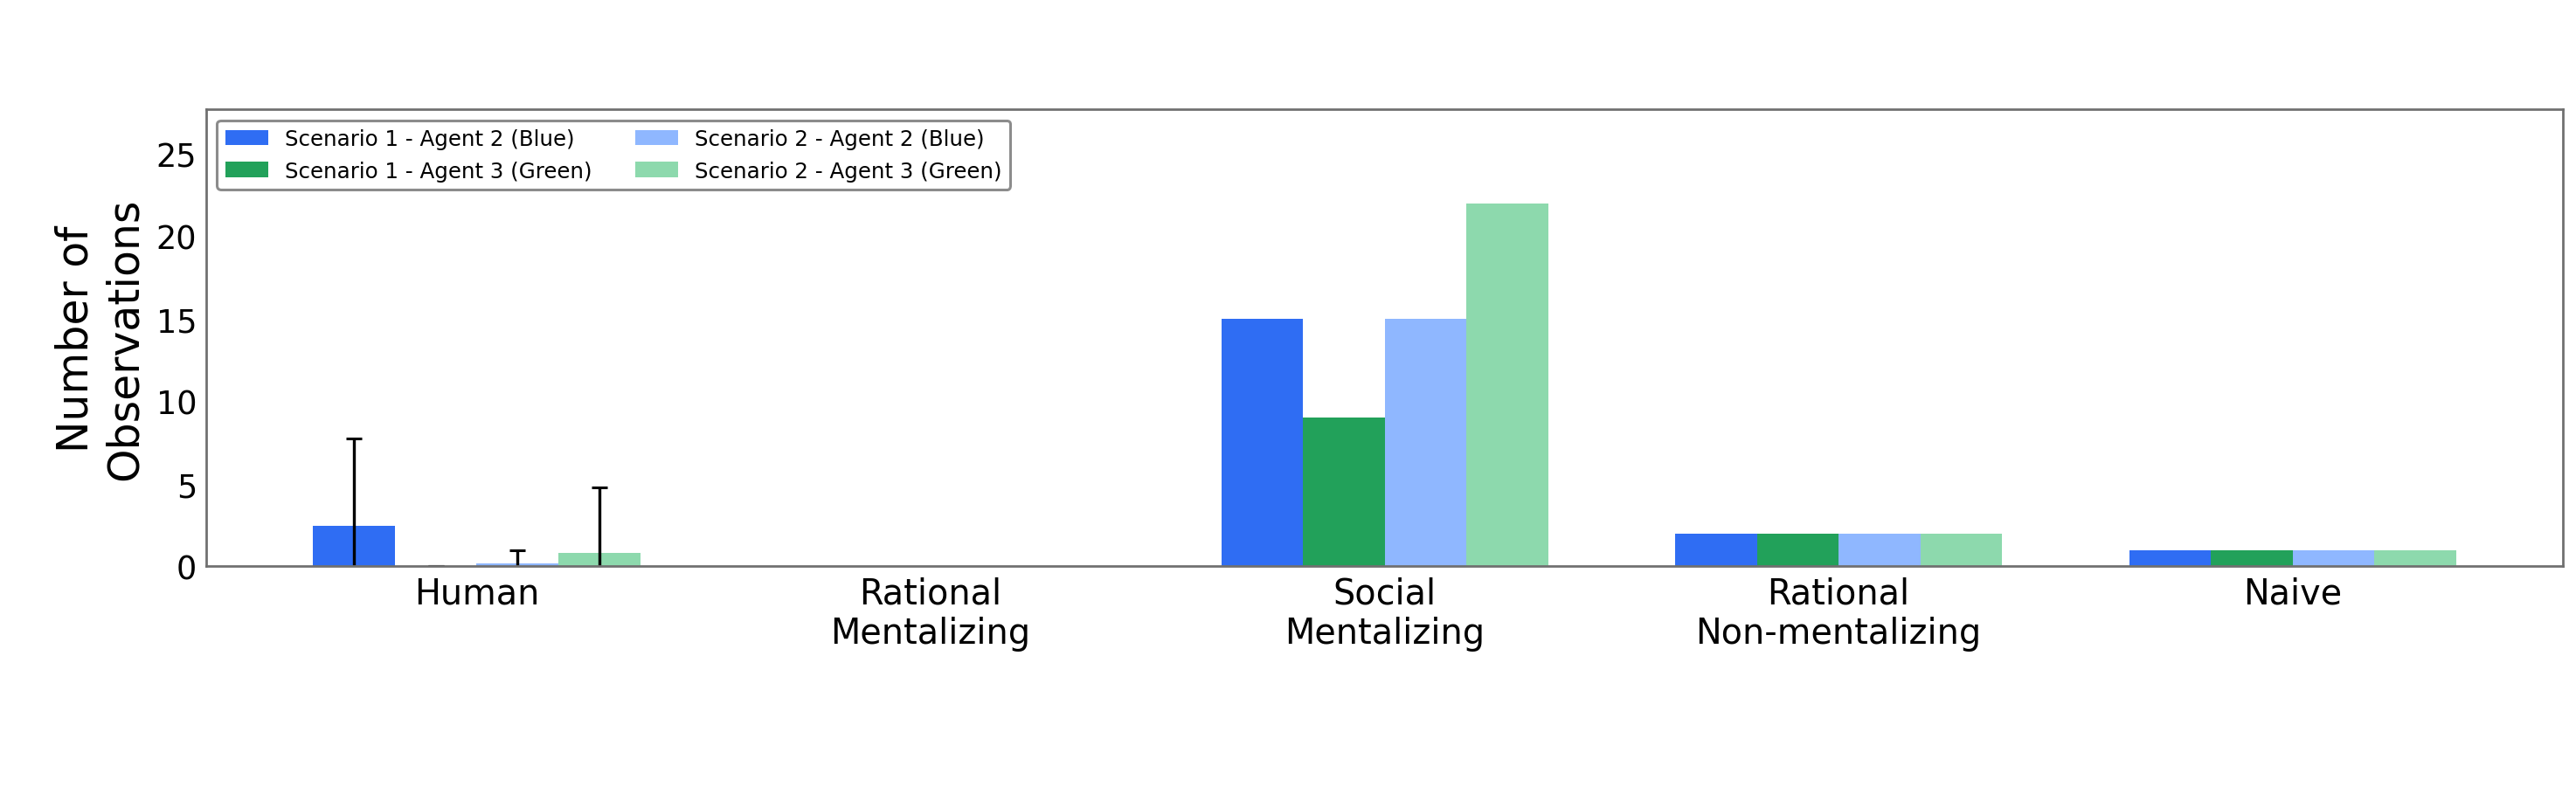 Scenario 1 - Agent 2 (Blue)
Scenario 1 - Agent 3 (Green)
Scenario 2 - Agent 2 (Blue)
Scenario 2 - Agent 3 (Green)
Number of
Observations
25
20
15
10
5
0
Human
Rational
Mentalizing
Social
Mentalizing
Rational
Non-mentalizing
Naive